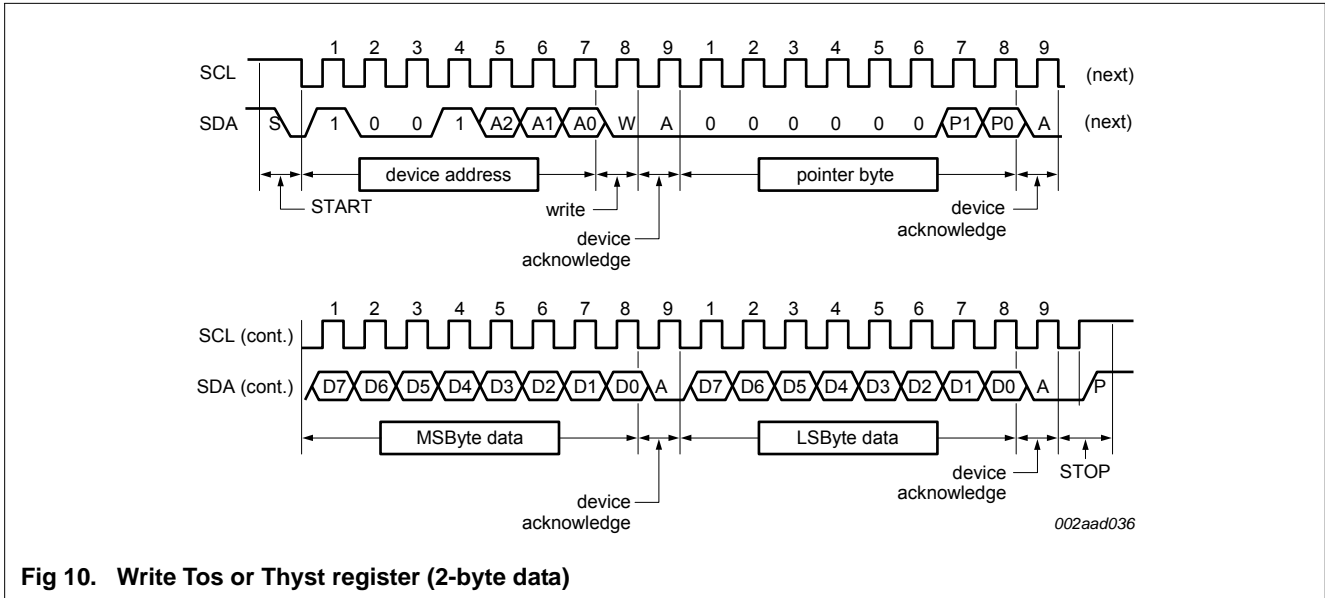 1 2 3 4 5 6 7 8 9 1 2 3 4 5 6 7 8 9
SCL (next)
SDA S 1 0 0 1 A2 A1 A0 W A 0 0 0 0 0 0 P1 P0 A (next)
device address pointer byte
START write device
device acknowledge
acknowledge
1 2 3 4 5 6 7 8 9 1 2 3 4 5 6 7 8 9
SCL (cont.)
SDA (cont.) D7 D6 D5 D4 D3 D2 D1 D0 A D7 D6 D5 D4 D3 D2 D1 D0 A P
MSByte data LSByte data
device STOP
device acknowledge
acknowledge
002aad036
Fig 10. Write Tos or Thyst register (2-byte data)